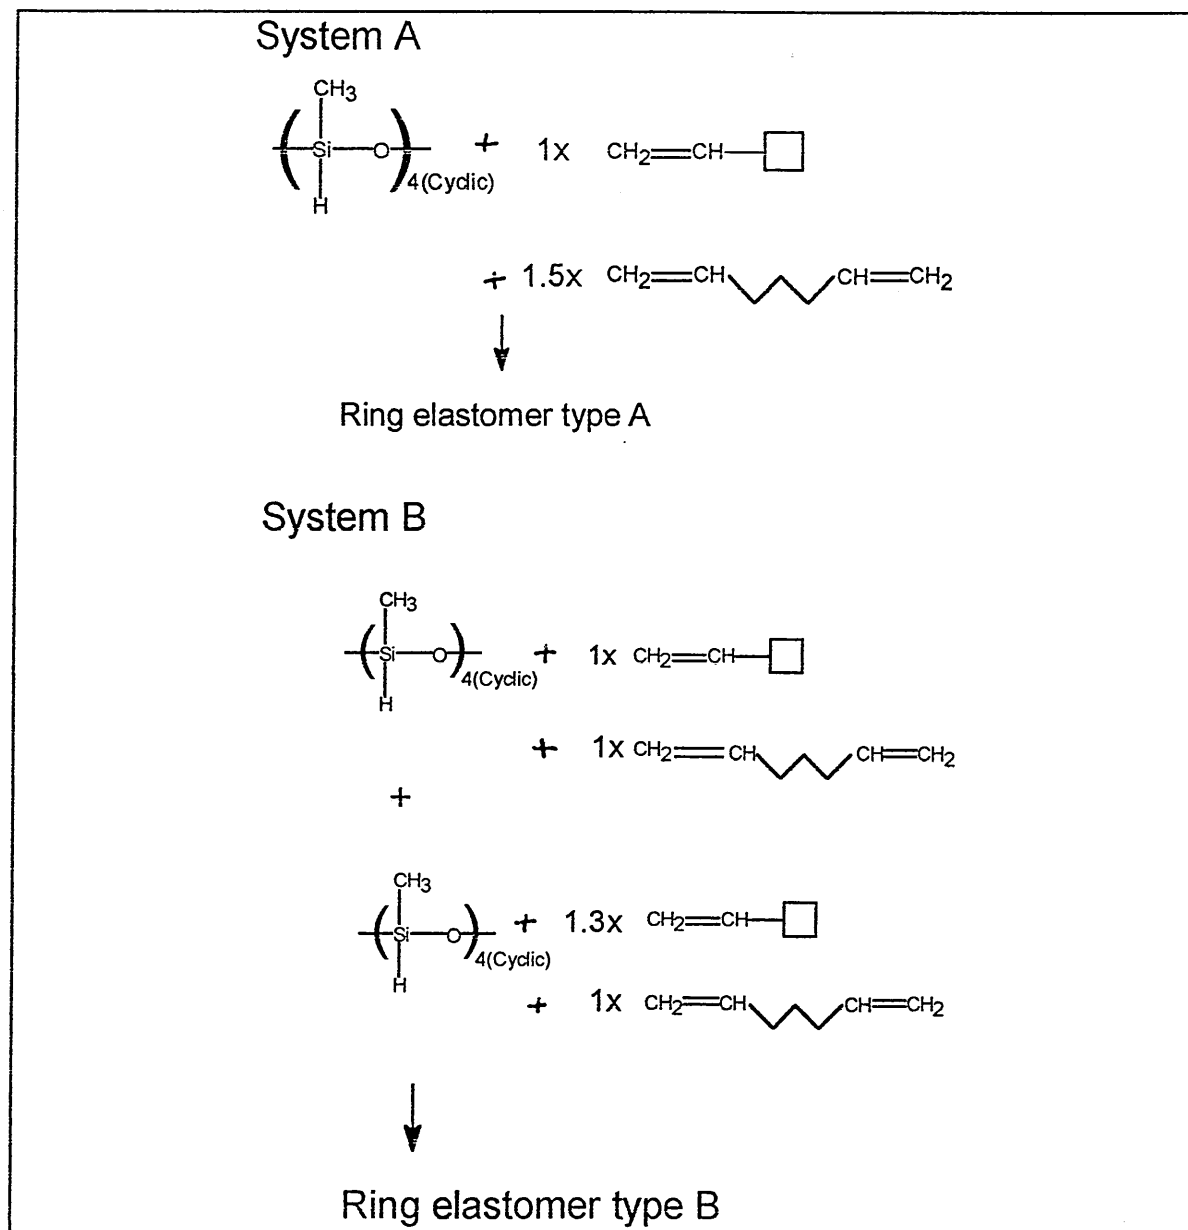 System A
CH3
( Si O ) + 1x CH2=CH
4(Cyclic)
H
+ 1.5x CH2=CH CH=CH2
Ring elastomer type A
System B
CH3
( Si O ) + 1x CH2=CH
4(Cyclic)
H
+ 1x CH2=CH CH=CH2
+
CH3
( Si O ) + 1.3x CH2=CH
4(Cyclic)
H
+ 1x CH2=CH CH=CH2
Ring elastomer type B